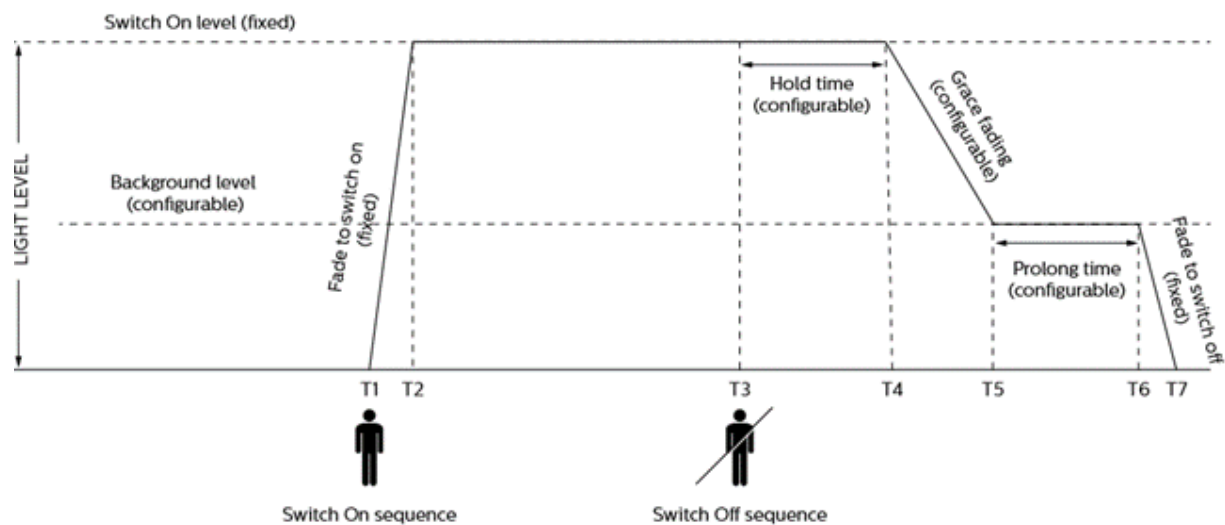 Switch On level (fixed)
Hold time
(configurable)
Grace fading
(configurable)
LIGHT LEVEL
Background level
(configurable)
Fade to switch on
(fixed)
Prolong time
(configurable)
Fade to switch off
(fixed)
T1 T2 T3 T4 T5 T6 T7
Switch On sequence Switch Off sequence